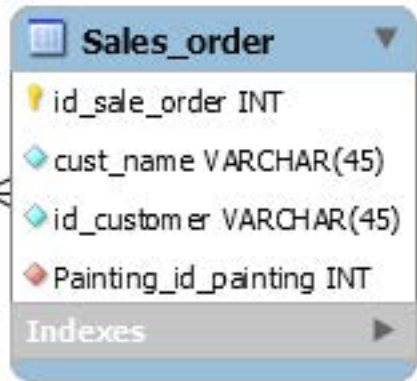 Sales_order
id_sale_order INT
cust_name VARCHAR(45)
id_customer VARCHAR(45)
Painting_id_painting INT
Indexes